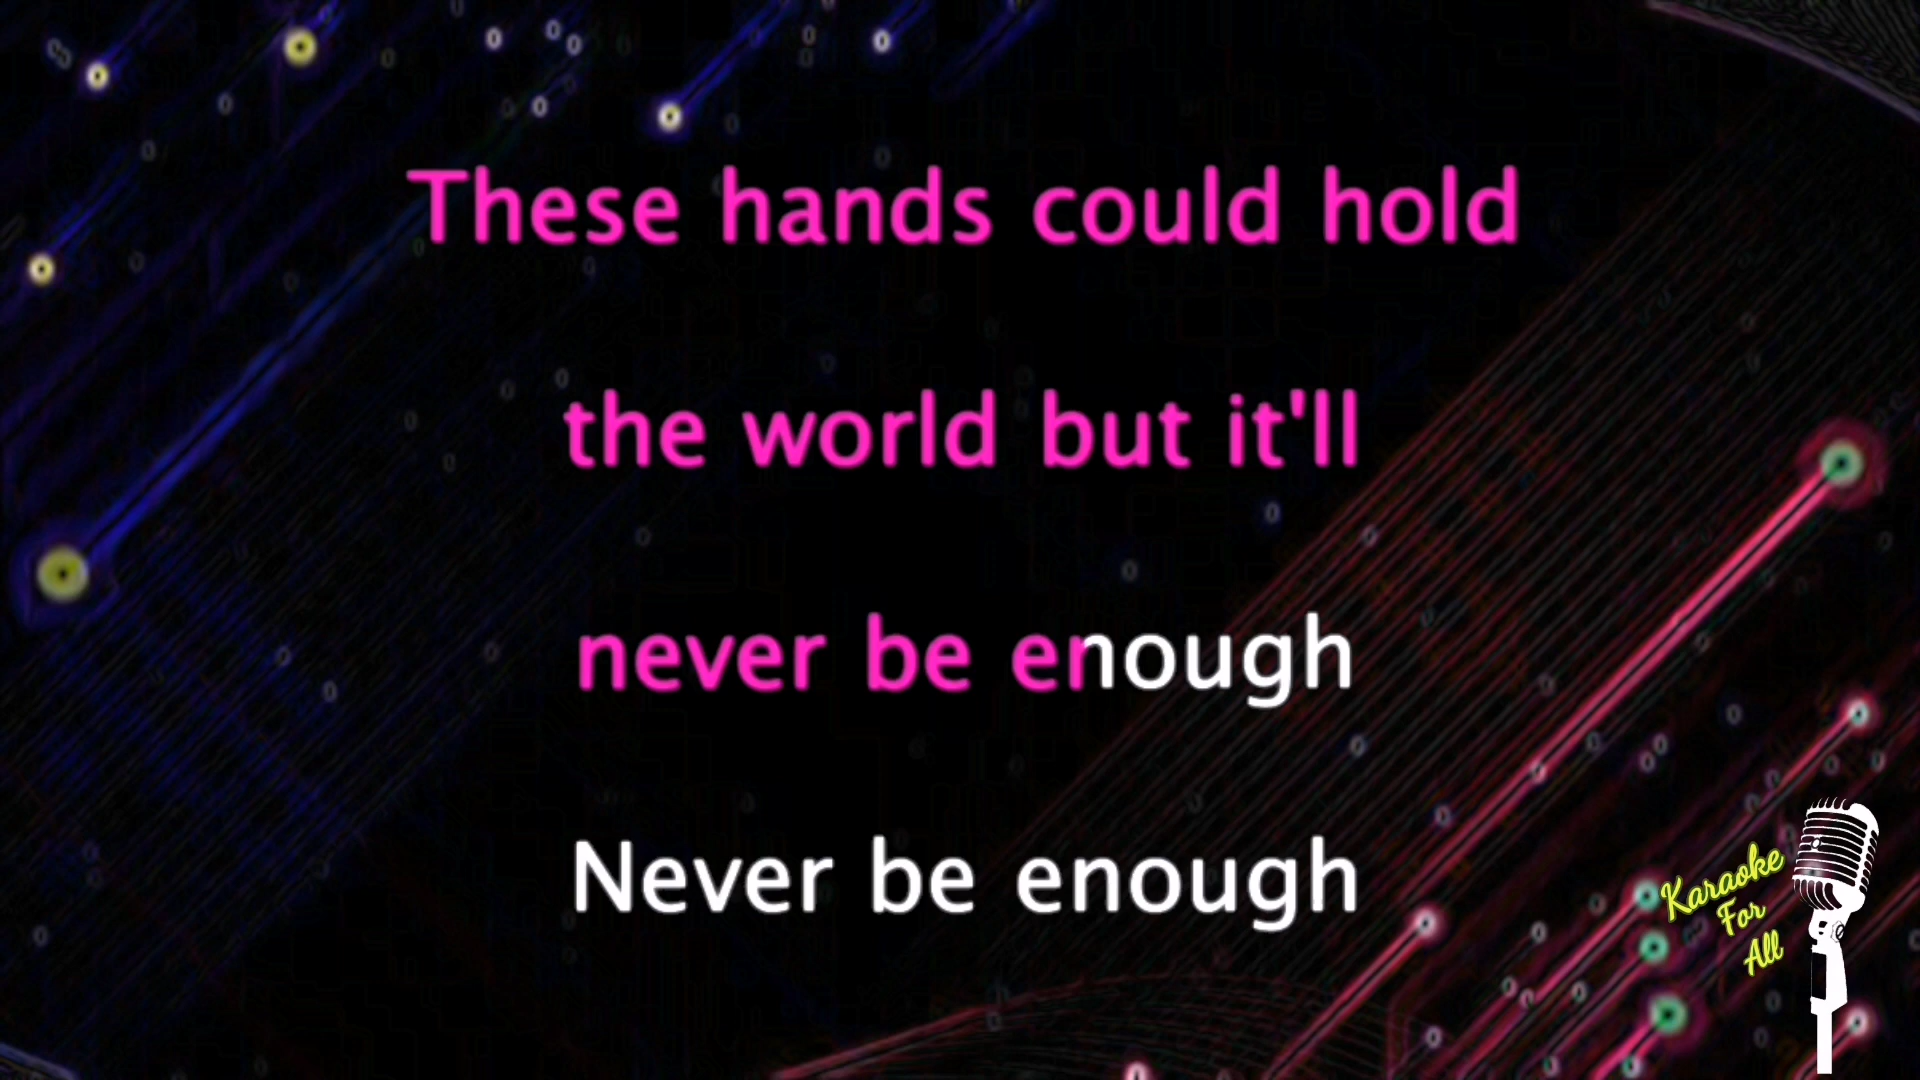 These hands could hold
the world but it'll
never be enough
Never be enough
Karaoke
For
All